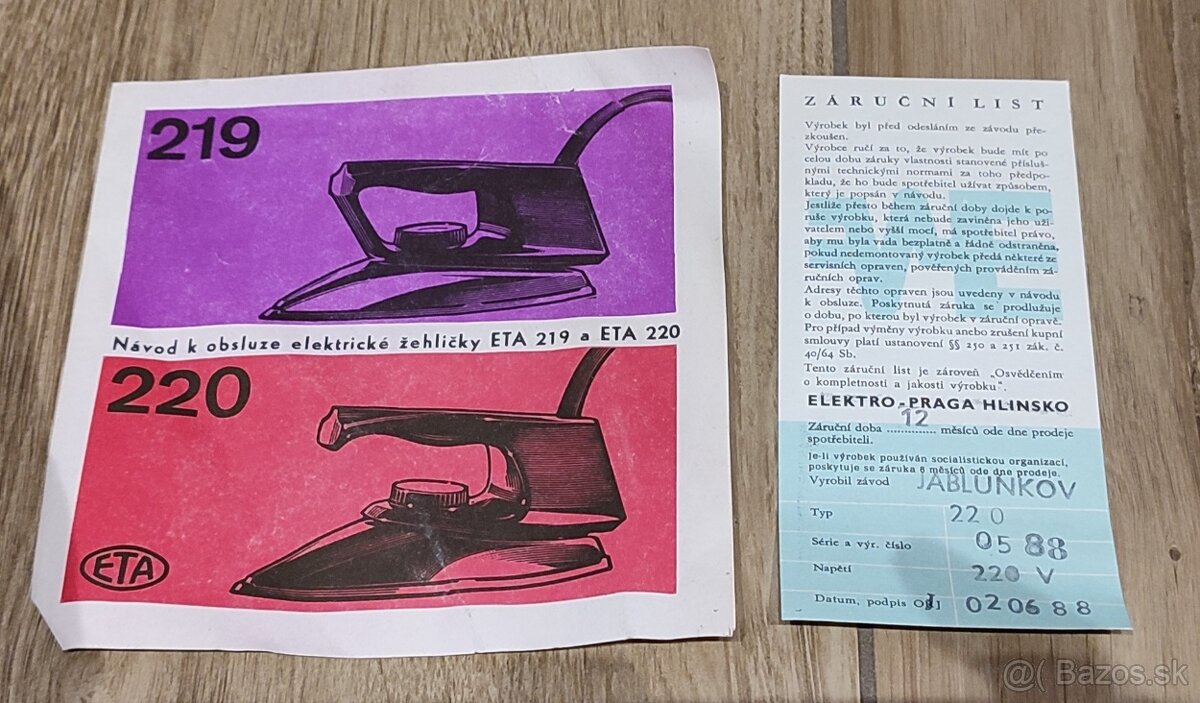 219
Návod k obsluze elektrické žehličky ETA 219 a ETA 220
220
ETA
ZÁRUČNÍ LIST
Výrobek byl před odesláním ze závodu pře-
zkoušen.
Výrobce ručí za to, že výrobek bude mít po
celou dobu záruky vlastnosti stanovené přísluš-
nými technickými normami za toho předpo-
kladu, že ho bude spotřebitel užívat způsobem,
který je popsán v návodu.
Jestliže přesto během záruční doby dojde k po-
ruše výrobku, která nebude zaviněna jeho uži-
vatelem nebo vyšší mocí, má spotřebitel právo,
aby mu byla vada bezplatně a řádně odstraněna,
pokud nedemontovaný výrobek předá některé ze
servisních opraven, pověřených prováděním zá-
ručních oprav.
Adresy těchto opraven jsou uvedeny v návodu
k obsluze. Poskytnutá záruka se prodlužuje
o dobu, po kterou byl výrobek v záruční opravě.
Pro případ výměny výrobku anebo zrušení kupní
smlouvy platí ustanovení §§ 250 a 251 zák. č.
40/64 Sb.
Tento záruční list je zároveň „Osvědčením
o kompletnosti a jakosti výrobku".
ELEKTRO-PRAGA HLINSKO
Záruční doba ....12.... měsíců ode dne prodeje
spotřebiteli.
Je-li výrobek používán socialistickou organizací,
poskytuje se záruka 6 měsíců ode dne prodeje.
Vyrobil závod JABLUNKOV
Typ 220
Série a výr. číslo 05 88
Napětí 220 V
Datum, podpis 020688
@( Bazos.sk